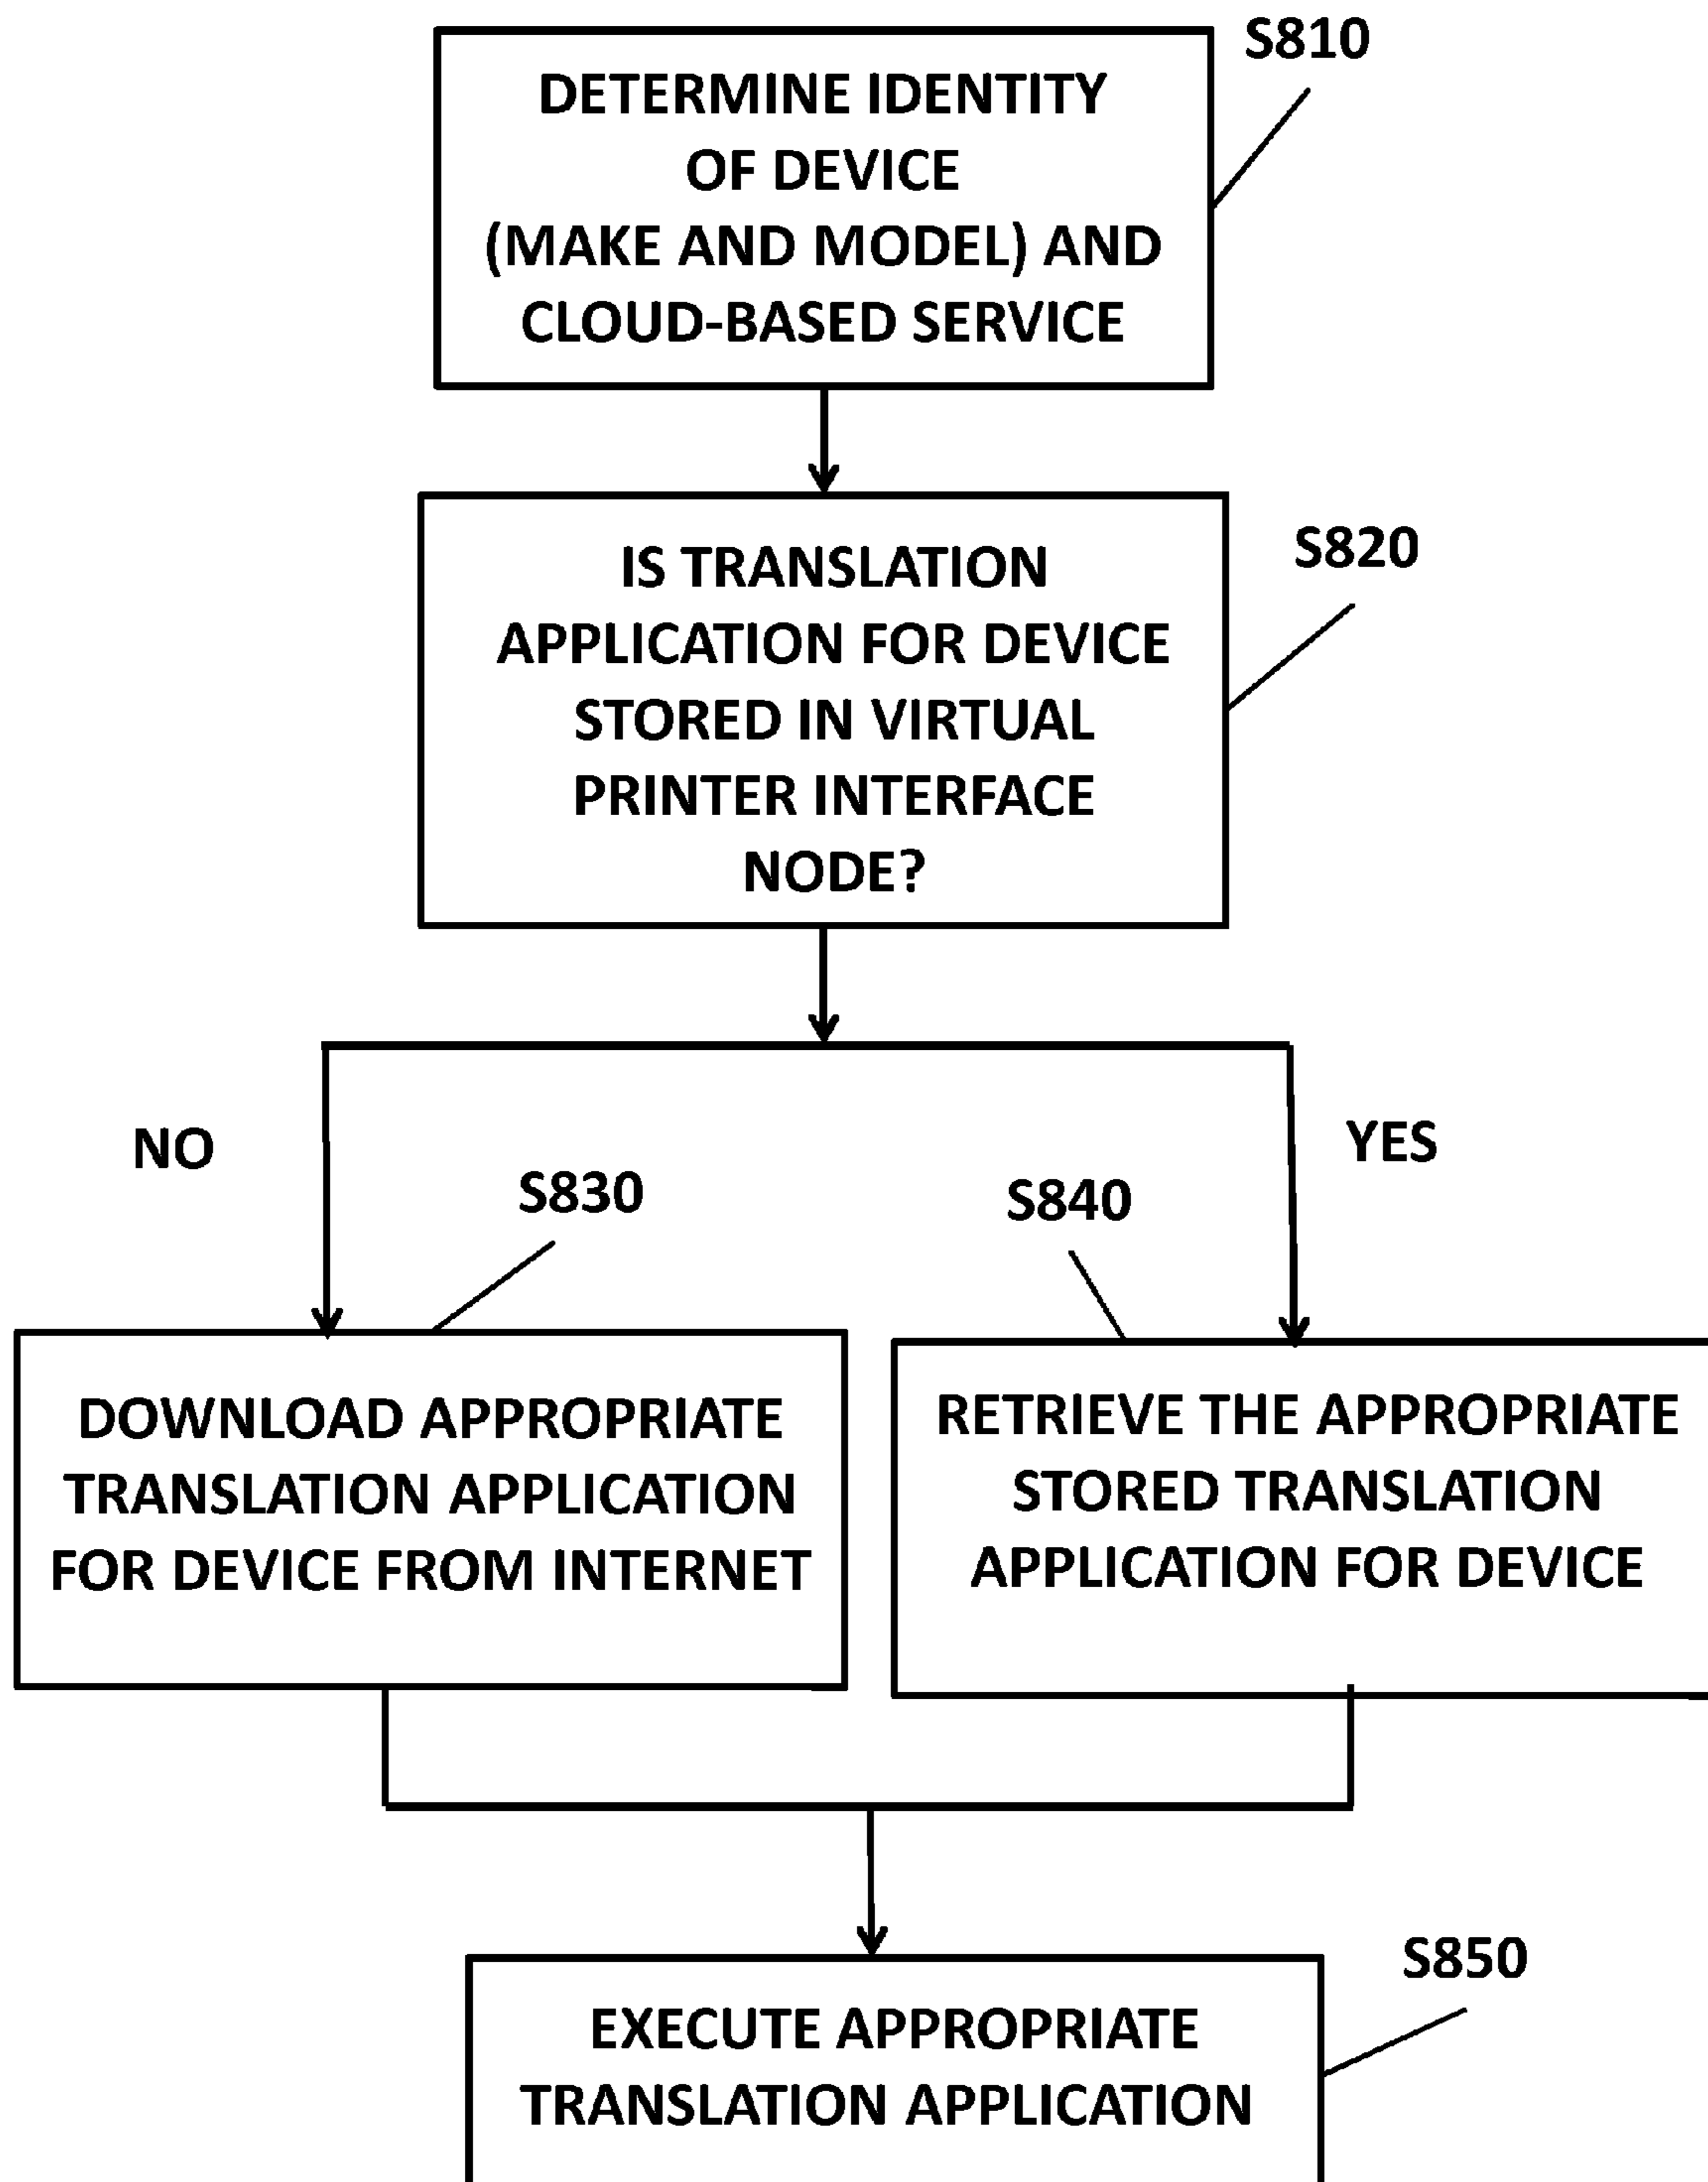 S810
DETERMINE IDENTITY
OF DEVICE
(MAKE AND MODEL) AND
CLOUD-BASED SERVICE
S820
IS TRANSLATION
APPLICATION FOR DEVICE
STORED IN VIRTUAL
PRINTER INTERFACE
NODE?
NO
YES
S830
S840
DOWNLOAD APPROPRIATE
TRANSLATION APPLICATION
FOR DEVICE FROM INTERNET
RETRIEVE THE APPROPRIATE
STORED TRANSLATION
APPLICATION FOR DEVICE
S850
EXECUTE APPROPRIATE
TRANSLATION APPLICATION